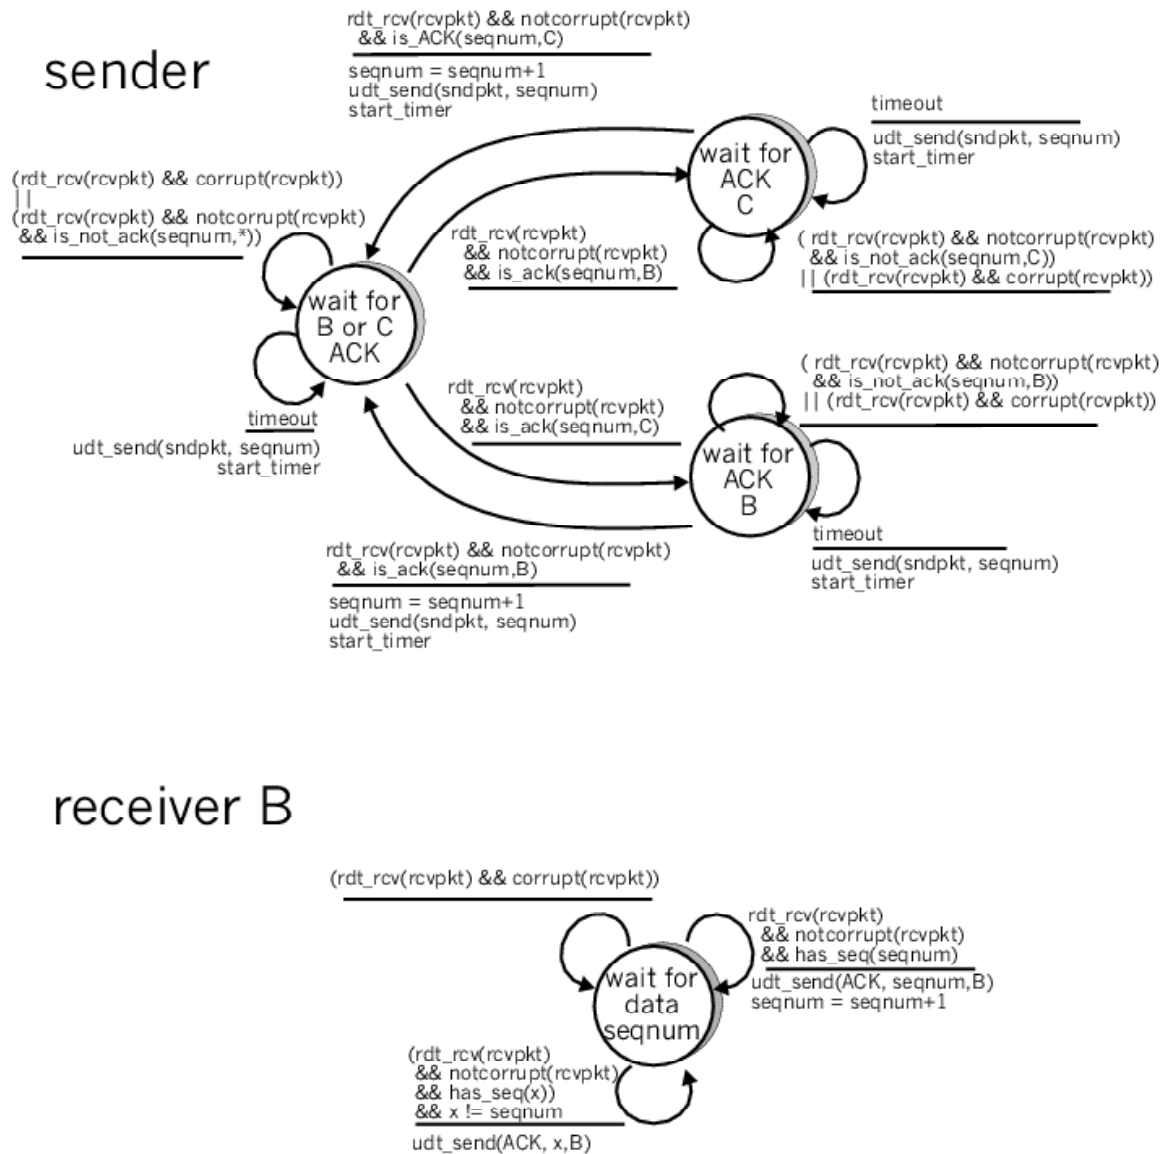 sender
rdt_rcv(rcvpkt) && notcorrupt(rcvpkt)
&& is_ACK(seqnum,C)
seqnum = seqnum+1
udt_send(sndpkt, seqnum)
start_timer
timeout
udt_send(sndpkt, seqnum)
start_timer
wait for
ACK
C
(rdt_rcv(rcvpkt) && corrupt(rcvpkt))
||
(rdt_rcv(rcvpkt) && notcorrupt(rcvpkt)
&& is_not_ack(seqnum,*))
rdt_rcv(rcvpkt)
&& notcorrupt(rcvpkt)
&& is_ack(seqnum,B)
( rdt_rcv(rcvpkt) && notcorrupt(rcvpkt)
&& is_not_ack(seqnum,C))
|| (rdt_rcv(rcvpkt) && corrupt(rcvpkt))
wait for
B or C
ACK
timeout
udt_send(sndpkt, seqnum)
start_timer
rdt_rcv(rcvpkt)
&& notcorrupt(rcvpkt)
&& is_ack(seqnum,C)
( rdt_rcv(rcvpkt) && notcorrupt(rcvpkt)
&& is_not_ack(seqnum,B))
|| (rdt_rcv(rcvpkt) && corrupt(rcvpkt))
wait for
ACK
B
timeout
udt_send(sndpkt, seqnum)
start_timer
rdt_rcv(rcvpkt) && notcorrupt(rcvpkt)
&& is_ack(seqnum,B)
seqnum = seqnum+1
udt_send(sndpkt, seqnum)
start_timer
receiver B
(rdt_rcv(rcvpkt) && corrupt(rcvpkt))
rdt_rcv(rcvpkt)
&& notcorrupt(rcvpkt)
&& has_seq(seqnum)
udt_send(ACK, seqnum,B)
seqnum = seqnum+1
wait for
data
seqnum
(rdt_rcv(rcvpkt)
&& notcorrupt(rcvpkt)
&& has_seq(x))
&& x != seqnum
udt_send(ACK, x,B)